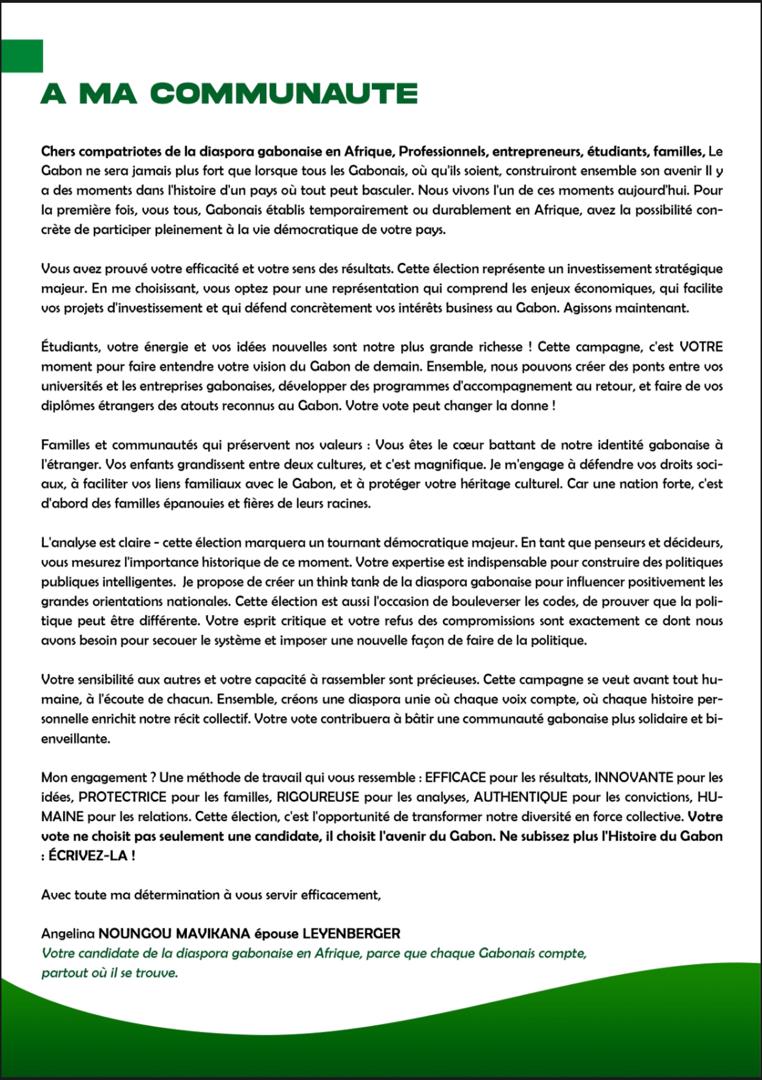 A MA COMMUNAUTE
Chers compatriotes de la diaspora gabonaise en Afrique, Professionnels, entrepreneurs, étudiants, familles, Le
Gabon ne sera jamais plus fort que lorsque tous les Gabonais, où qu'ils soient, construiront ensemble son avenir Il y
a des moments dans l'histoire d'un pays où tout peut basculer. Nous vivons l'un de ces moments aujourd'hui. Pour
la première fois, vous tous, Gabonais établis temporairement ou durablement en Afrique, avez la possibilité con-
crète de participer pleinement à la vie démocratique de votre pays.
Vous avez prouvé votre efficacité et votre sens des résultats. Cette élection représente un investissement stratégique
majeur. En me choisissant, vous optez pour une représentation qui comprend les enjeux économiques, qui facilite
vos projets d'investissement et qui défend concrètement vos intérêts business au Gabon. Agissons maintenant.
Étudiants, votre énergie et vos idées nouvelles sont notre plus grande richesse ! Cette campagne, c'est VOTRE
moment pour faire entendre votre vision du Gabon de demain. Ensemble, nous pouvons créer des ponts entre vos
universités et les entreprises gabonaises, développer des programmes d'accompagnement au retour, et faire de vos
diplômes étrangers des atouts reconnus au Gabon. Votre vote peut changer la donne !
Familles et communautés qui préservent nos valeurs : Vous êtes le cœur battant de notre identité gabonaise à
l'étranger. Vos enfants grandissent entre deux cultures, et c'est magnifique. Je m'engage à défendre vos droits soci-
aux, à faciliter vos liens familiaux avec le Gabon, et à protéger votre héritage culturel. Car une nation forte, c'est
d'abord des familles épanouies et fières de leurs racines.
L'analyse est claire - cette élection marquera un tournant démocratique majeur. En tant que penseurs et décideurs,
vous mesurez l'importance historique de ce moment. Votre expertise est indispensable pour construire des politiques
publiques intelligentes. Je propose de créer un think tank de la diaspora gabonaise pour influencer positivement les
grandes orientations nationales. Cette élection est aussi l'occasion de bouleverser les codes, de prouver que la poli-
tique peut être différente. Votre esprit critique et votre refus des compromissions sont exactement ce dont nous
avons besoin pour secouer le système et imposer une nouvelle façon de faire de la politique.
Votre sensibilité aux autres et votre capacité à rassembler sont précieuses. Cette campagne se veut avant tout hu-
maine, à l'écoute de chacun. Ensemble, créons une diaspora unie où chaque voix compte, où chaque histoire per-
sonnelle enrichit notre récit collectif. Votre vote contribuera à bâtir une communauté gabonaise plus solidaire et bi-
enveillante.
Mon engagement ? Une méthode de travail qui vous ressemble : EFFICACE pour les résultats, INNOVANTE pour les
idées, PROTECTRICE pour les familles, RIGOUREUSE pour les analyses, AUTHENTIQUE pour les convictions, HU-
MAINE pour les relations. Cette élection, c'est l'opportunité de transformer notre diversité en force collective. Votre
vote ne choisit pas seulement une candidate, il choisit l'avenir du Gabon. Ne subissez plus l'Histoire du Gabon
: ÉCRIVEZ-LA !
Avec toute ma détermination à vous servir efficacement,
Angelina NOUNGOU MAVIKANA épouse LEYENBERGER
Votre candidate de la diaspora gabonaise en Afrique, parce que chaque Gabonais compte,
partout où il se trouve.